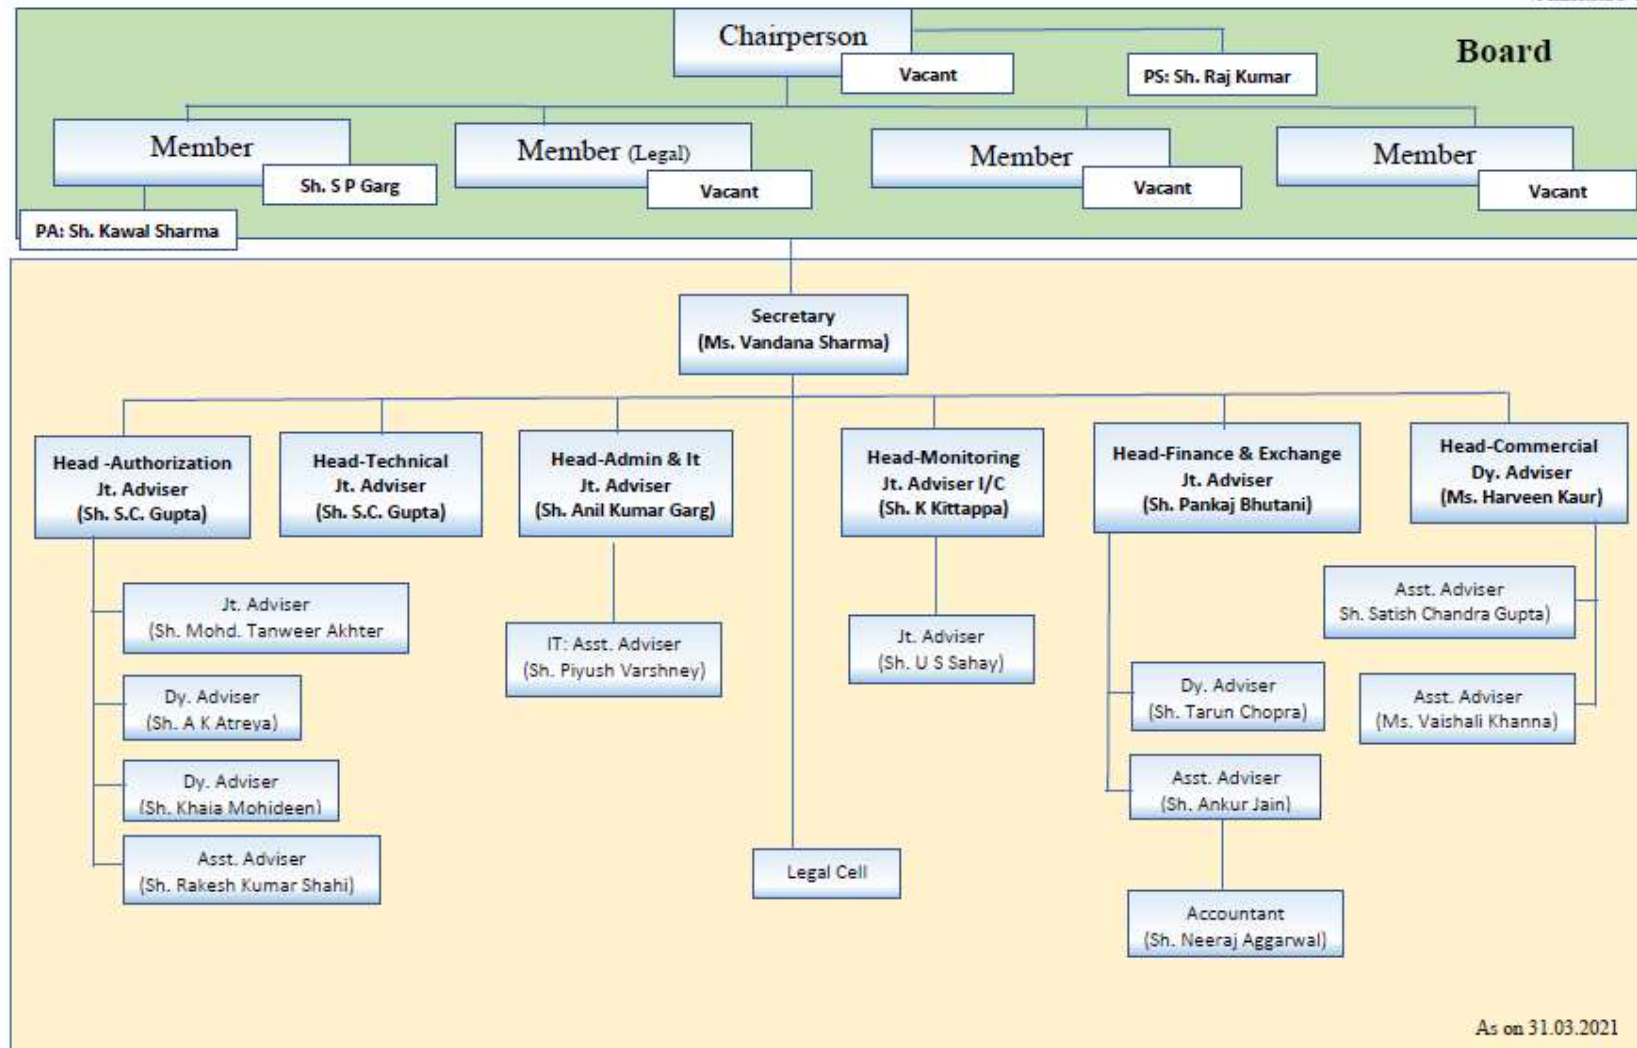 Chairperson
Board
Vacant
PS: Sh. Raj Kumar
Member
Sh. S P Garg
PA: Sh. Kawal Sharma
Member (Legal)
Vacant
Member
Vacant
Member
Vacant
Secretary
(Ms. Vandana Sharma)
Head -Authorization
Jt. Adviser
(Sh. S.C. Gupta)
Head-Technical
Jt. Adviser
(Sh. S.C. Gupta)
Head-Admin & It
Jt. Adviser
(Sh. Anil Kumar Garg)
Head-Monitoring
Jt. Adviser I/C
(Sh. K Kittappa)
Head-Finance & Exchange
Jt. Adviser
(Sh. Pankaj Bhutani)
Head-Commercial
Dy. Adviser
(Ms. Harveen Kaur)
Jt. Adviser
(Sh. Mohd. Tanweer Akhter
Dy. Adviser
(Sh. A K Atreya)
Dy. Adviser
(Sh. Khaja Mohideen)
Asst. Adviser
(Sh. Rakesh Kumar Shahi)
IT: Asst. Adviser
(Sh. Piyush Varshney)
Jt. Adviser
(Sh. U S Sahay)
Dy. Adviser
(Sh. Tarun Chopra)
Asst. Adviser
(Sh. Ankur Jain)
Accountant
(Sh. Neeraj Aggarwal)
Asst. Adviser
Sh. Satish Chandra Gupta)
Asst. Adviser
(Ms. Vaishali Khanna)
Legal Cell
As on 31.03.2021